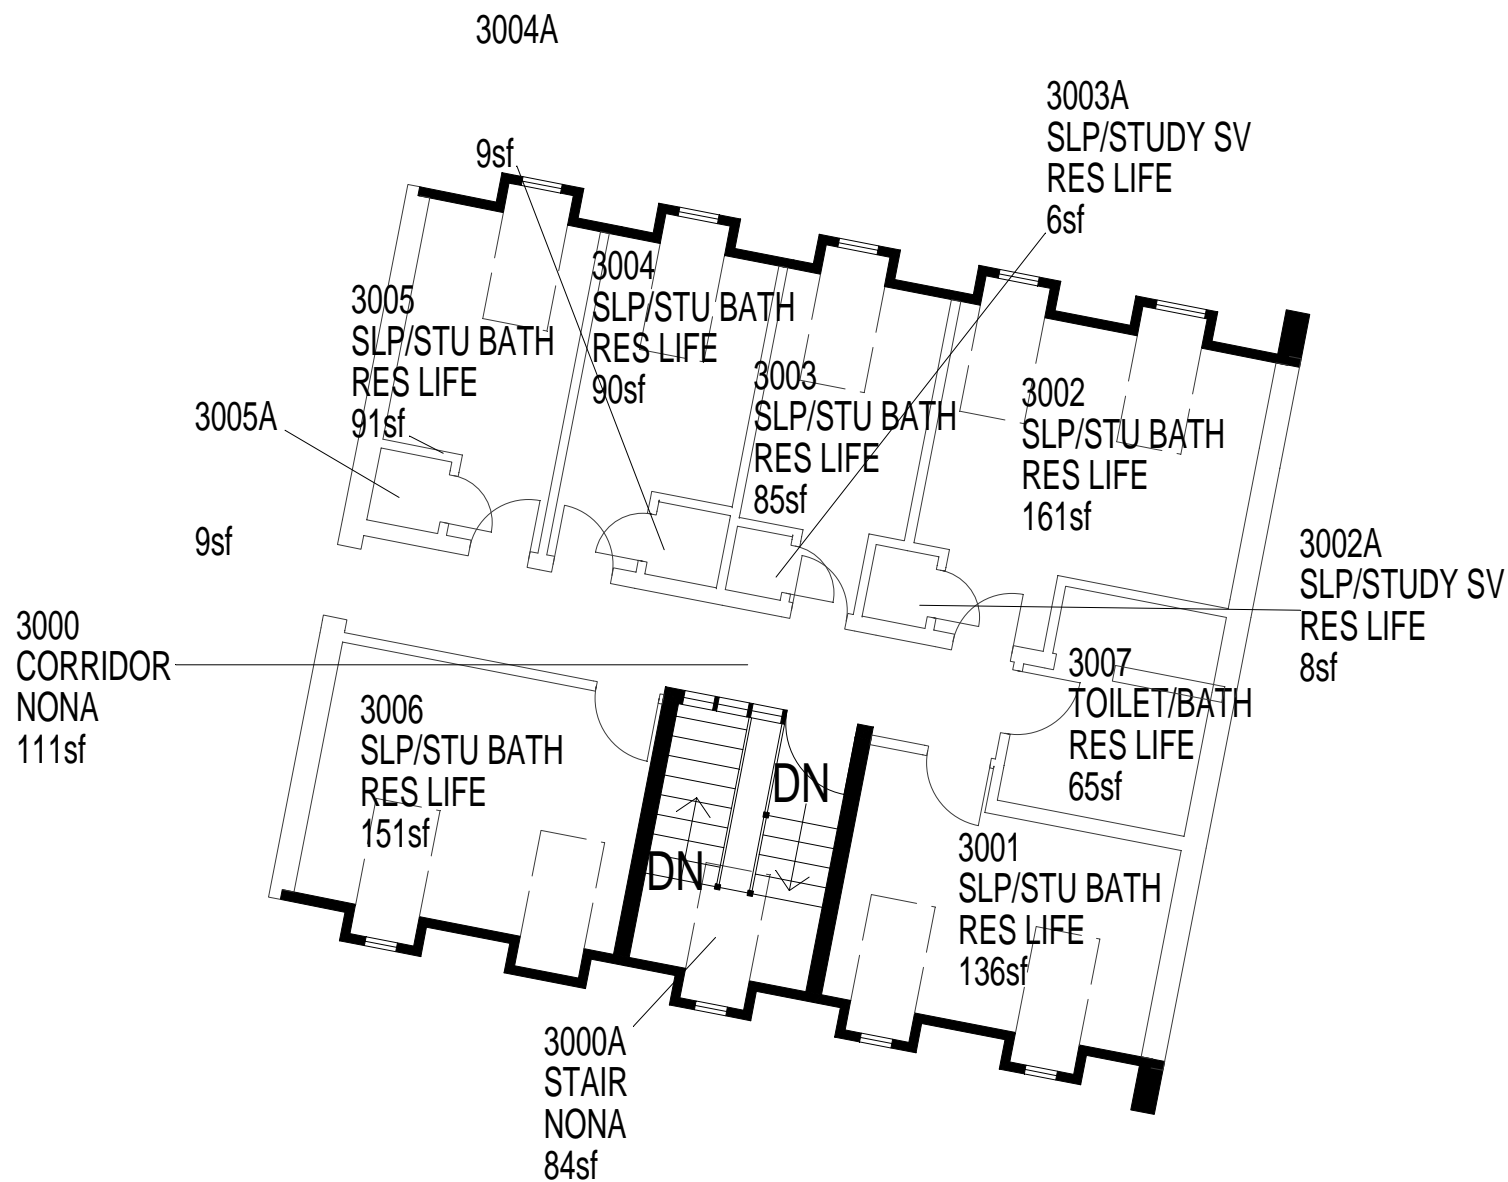 3004A
9sf
3003A
SLP/STUDY SV
RES LIFE
6sf
3004
SLP/STU BATH
RES LIFE
90sf
3005
SLP/STU BATH
RES LIFE
91sf
3003
SLP/STU BATH
RES LIFE
85sf
3002
SLP/STU BATH
RES LIFE
161sf
3005A
9sf
3002A
SLP/STUDY SV
RES LIFE
8sf
3000
CORRIDOR
NONA
111sf
3007
TOILET/BATH
RES LIFE
65sf
3006
SLP/STU BATH
RES LIFE
151sf
DN
DN
3001
SLP/STU BATH
RES LIFE
136sf
3000A
STAIR
NONA
84sf